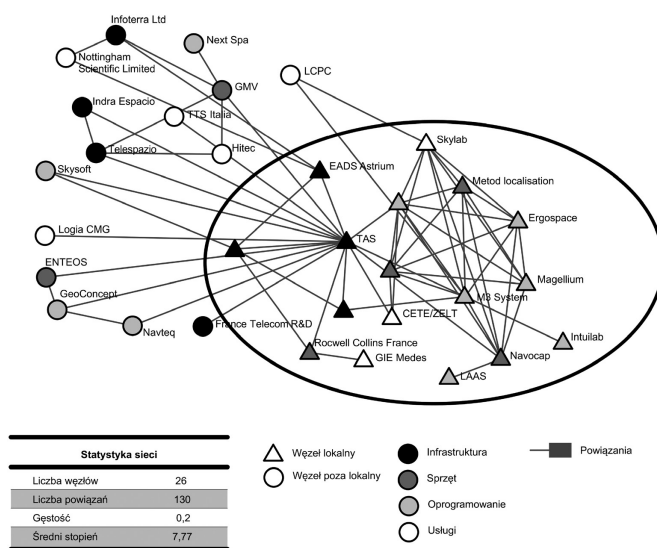 Infoterra Ltd
Next Spa
Nottingham
Scientific Limited
LCPC
GMV
Indra Espacio
TTS Italia
Skylab
Telespazio
Hitec
EADS Astrium
Metod localisation
Skysoft
Ergospace
Logia CMG
TAS
ENTEOS
Magellium
GeoConcept
M3 System
CETE/ZELT
Navteq
France Telecom R&D
Intuilab
Rocwell Collins France
GIE Medes
Navocap
LAAS
Statystyka sieci
Liczba węzłów 26
Liczba powiązań 130
Gęstość 0,2
Średni stopień 7,77
Węzeł lokalny
Węzeł poza lokalny
Infrastruktura
Sprzęt
Oprogramowanie
Usługi
Powiązania